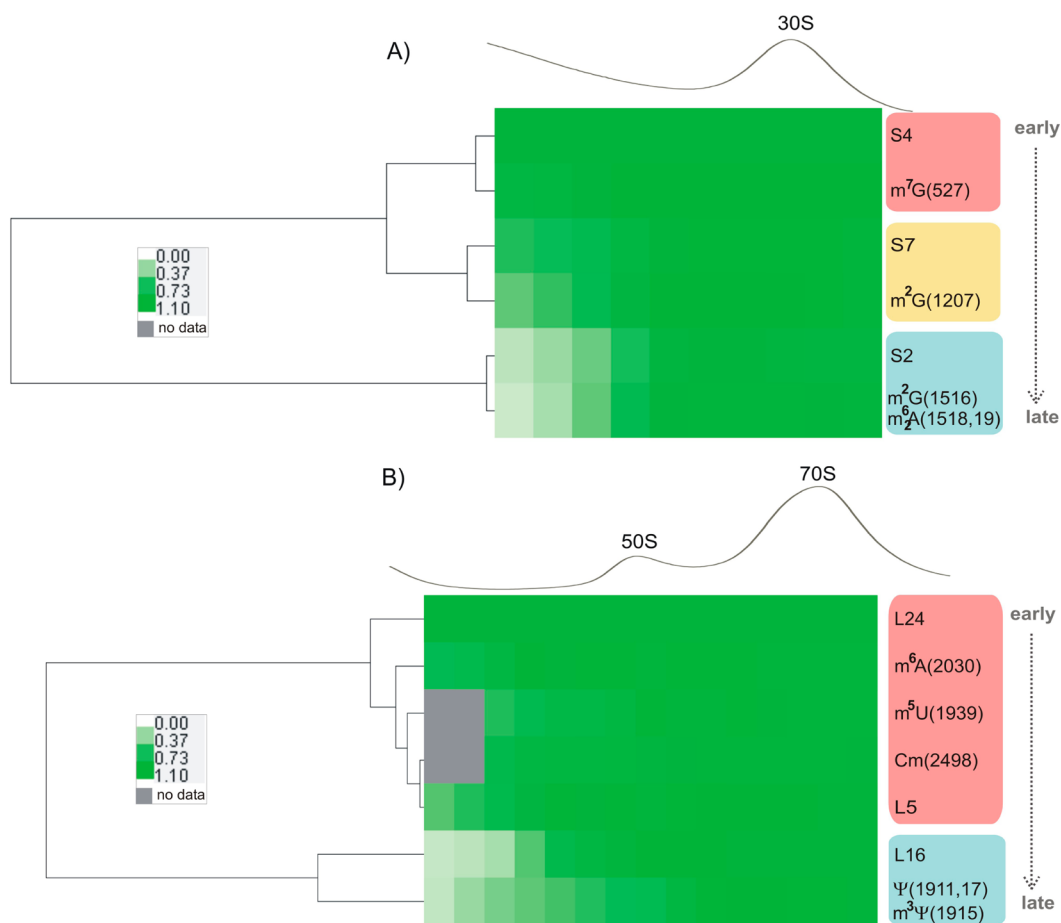 30S
A)
S4
early
m⁷G(527)
S7
0.00
0.37
0.73
1.10
no data
m²G(1207)
S2
m²G(1516)
m⁶₂A(1518,19)
late
70S
B)
50S
L24
early
m⁶A(2030)
m⁵U(1939)
0.00
0.37
0.73
1.10
no data
Cm(2498)
L5
L16
Ψ(1911,17)
m³Ψ(1915)
late